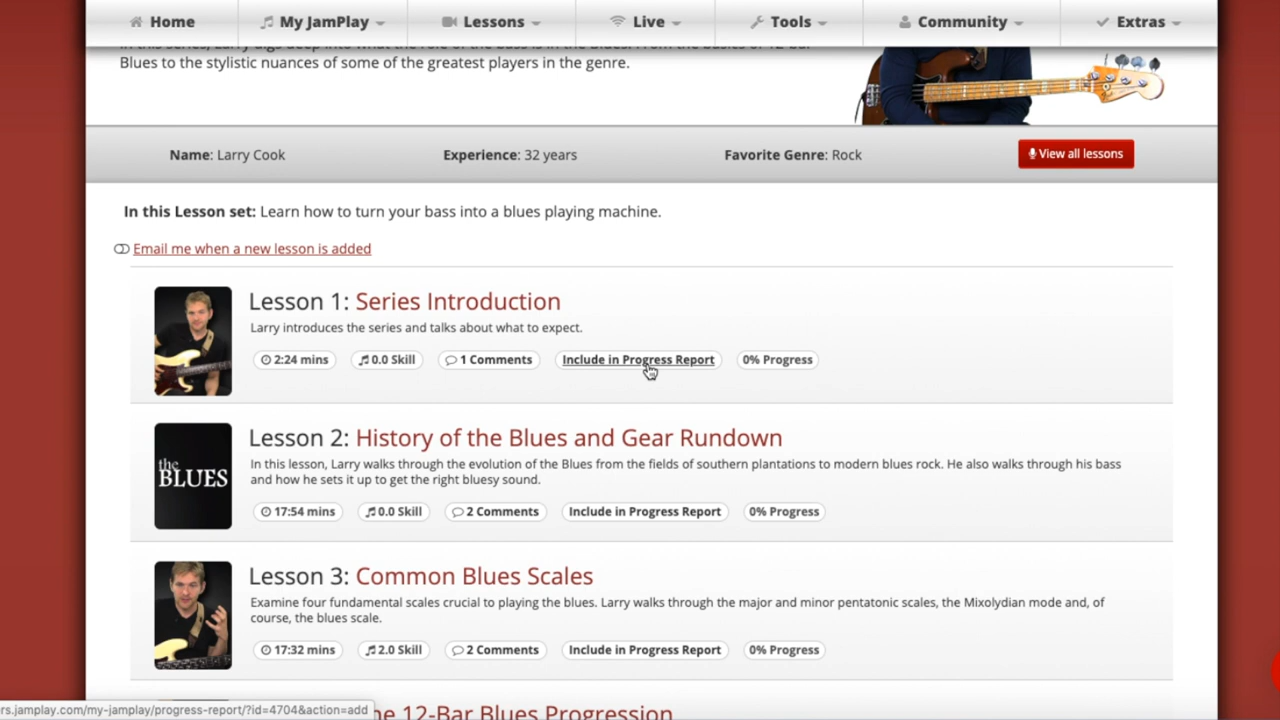 Home
My JamPlay
Lessons
Live
Tools
Community
Extras
Blues to the stylistic nuances of some of the greatest players in the genre.
Name: Larry Cook
Experience: 32 years
Favorite Genre: Rock
View all lessons
In this Lesson set: Learn how to turn your bass into a blues playing machine.
Email me when a new lesson is added
Lesson 1: Series Introduction
Larry introduces the series and talks about what to expect.
2:24 mins
0.0 Skill
1 Comments
Include in Progress Report
0% Progress
the BLUES
Lesson 2: History of the Blues and Gear Rundown
In this lesson, Larry walks through the evolution of the Blues from the fields of southern plantations to modern blues rock. He also walks through his bass
and how he sets it up to get the right bluesy sound.
17:54 mins
0.0 Skill
2 Comments
Include in Progress Report
0% Progress
Lesson 3: Common Blues Scales
Examine four fundamental scales crucial to playing the blues. Larry walks through the major and minor pentatonic scales, the Mixolydian mode and, of
course, the blues scale.
17:32 mins
2.0 Skill
2 Comments
Include in Progress Report
0% Progress
12-Bar Blues Progression
rs.jamplay.com/my-jamplay/progress-report/?id=4704&action=add